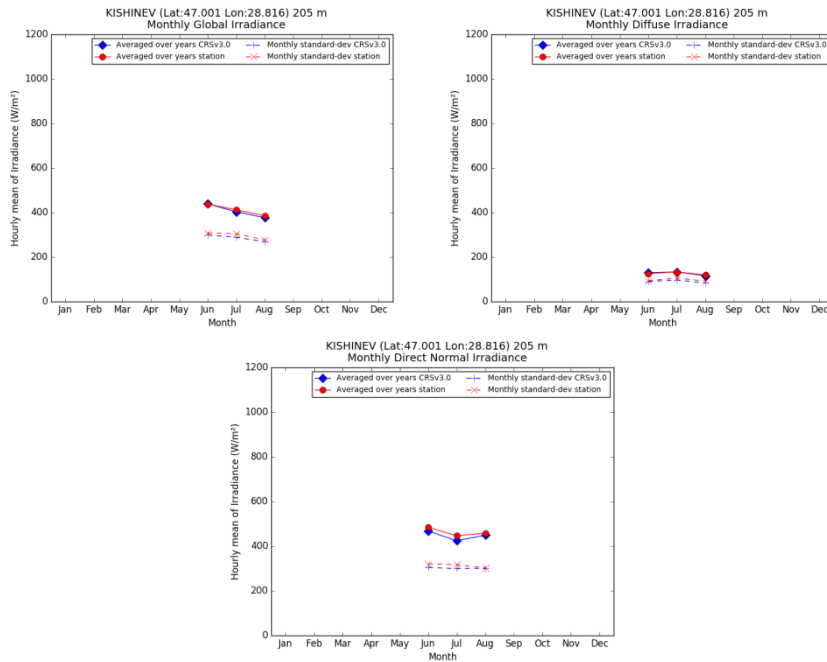 KISHINEV (Lat:47.001 Lon:28.816) 205 m
Monthly Global Irradiance
Averaged over years CRSv3.0
Averaged over years station
Monthly standard-dev CRSv3.0
Monthly standard-dev station
Hourly mean of Irradiance (W/m²)
1200
1000
800
600
400
200
0
Jan Feb Mar Apr May Jun Jul Aug Sep Oct Nov Dec
Month
KISHINEV (Lat:47.001 Lon:28.816) 205 m
Monthly Diffuse Irradiance
Averaged over years CRSv3.0
Averaged over years station
Monthly standard-dev CRSv3.0
Monthly standard-dev station
Hourly mean of Irradiance (W/m²)
1200
1000
800
600
400
200
0
Jan Feb Mar Apr May Jun Jul Aug Sep Oct Nov Dec
Month
KISHINEV (Lat:47.001 Lon:28.816) 205 m
Monthly Direct Normal Irradiance
Averaged over years CRSv3.0
Averaged over years station
Monthly standard-dev CRSv3.0
Monthly standard-dev station
Hourly mean of Irradiance (W/m²)
1200
1000
800
600
400
200
0
Jan Feb Mar Apr May Jun Jul Aug Sep Oct Nov Dec
Month